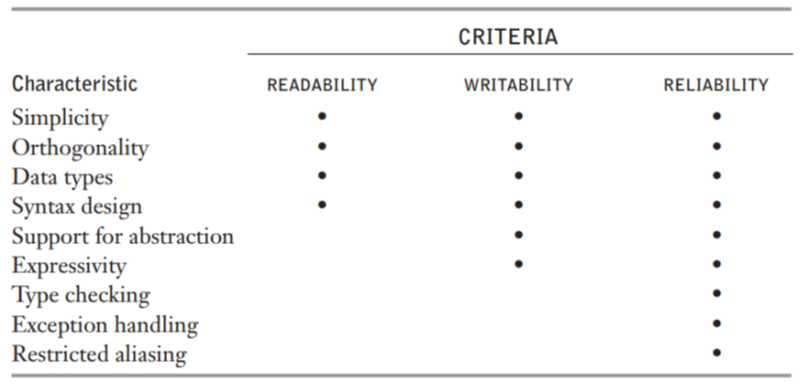 CRITERIA
Characteristic READABILITY WRITABILITY RELIABILITY
Simplicity • • •
Orthogonality • • •
Data types • • •
Syntax design • • •
Support for abstraction • •
Expressivity • •
Type checking •
Exception handling •
Restricted aliasing •